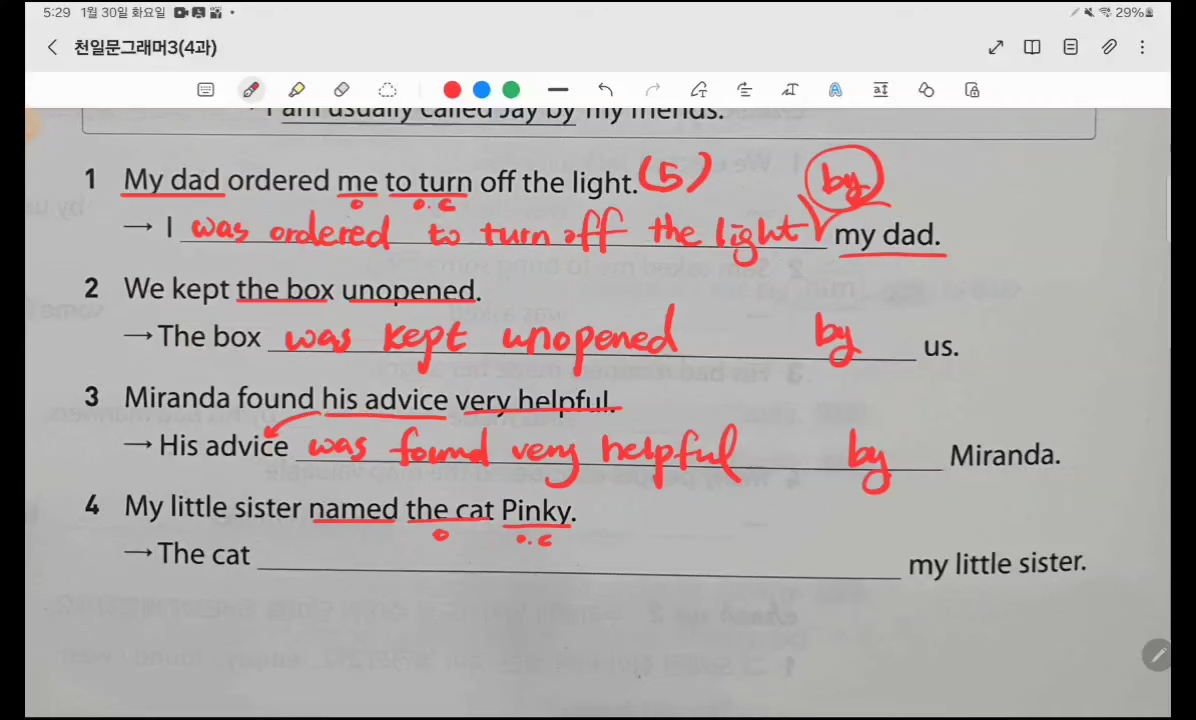 5:29 1월 30일 화요일 29%
천일문그래머3(4과)
I am usually called Jay by my friends.
1 My dad ordered me to turn off the light. (5)
o o.c by
→ I was ordered to turn off the light my dad.
2 We kept the box unopened.
→ The box was kept unopened by us.
3 Miranda found his advice very helpful.
→ His advice was found very helpful by Miranda.
4 My little sister named the cat Pinky.
o o.c
→ The cat my little sister.